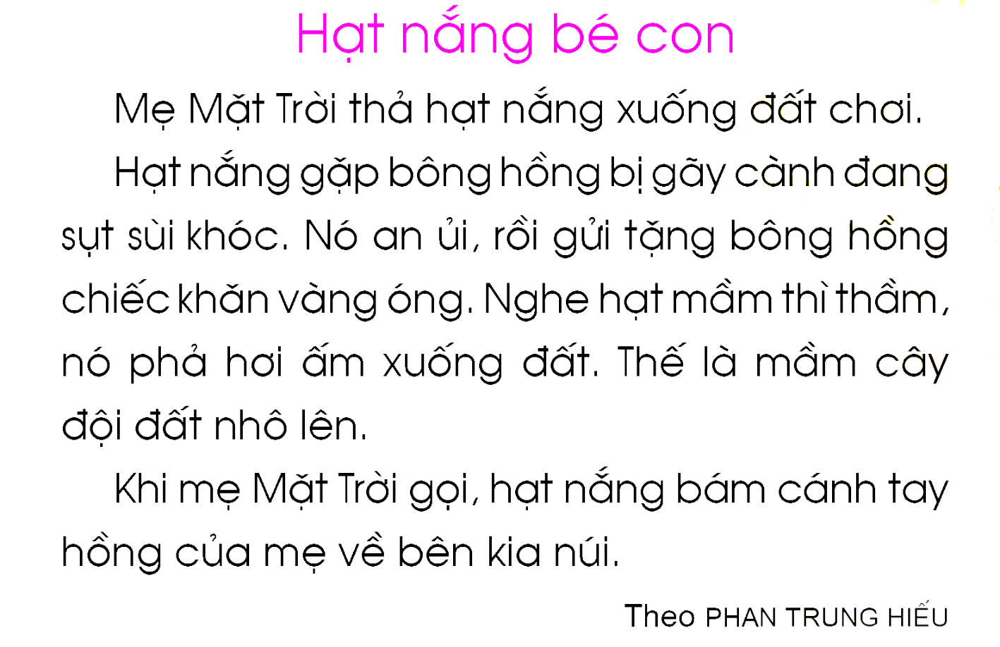 Hạt nắng bé con
Mẹ Mặt Trời thả hạt nắng xuống đất chơi.
Hạt nắng gặp bông hồng bị gãy cành đang
sụt sùi khóc. Nó an ủi, rồi gửi tặng bông hồng
chiếc khăn vàng óng. Nghe hạt mầm thì thầm,
nó phả hơi ấm xuống đất. Thế là mầm cây
đội đất nhô lên.
Khi mẹ Mặt Trời gọi, hạt nắng bám cánh tay
hồng của mẹ về bên kia núi.
Theo PHAN TRUNG HIẾU